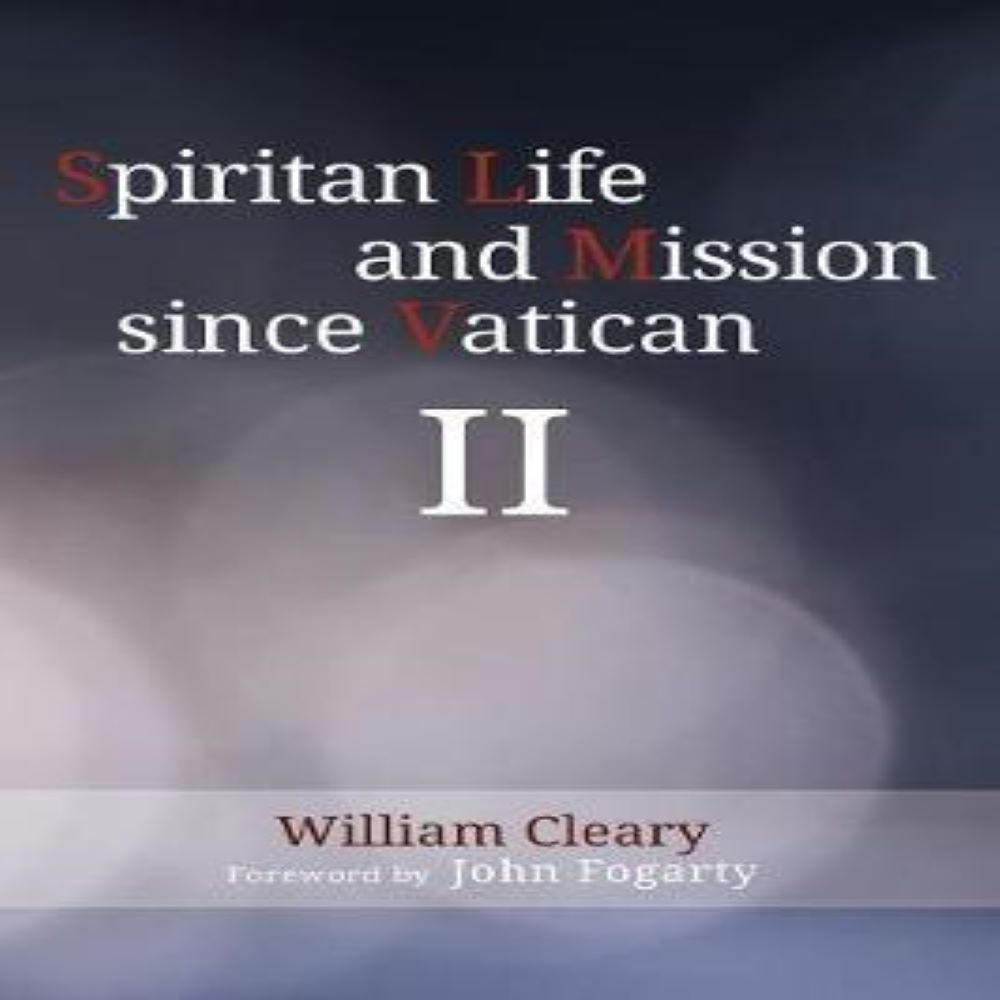 Spiritan Life
and Mission
since Vatican
II
William Cleary
Foreword by John Fogarty